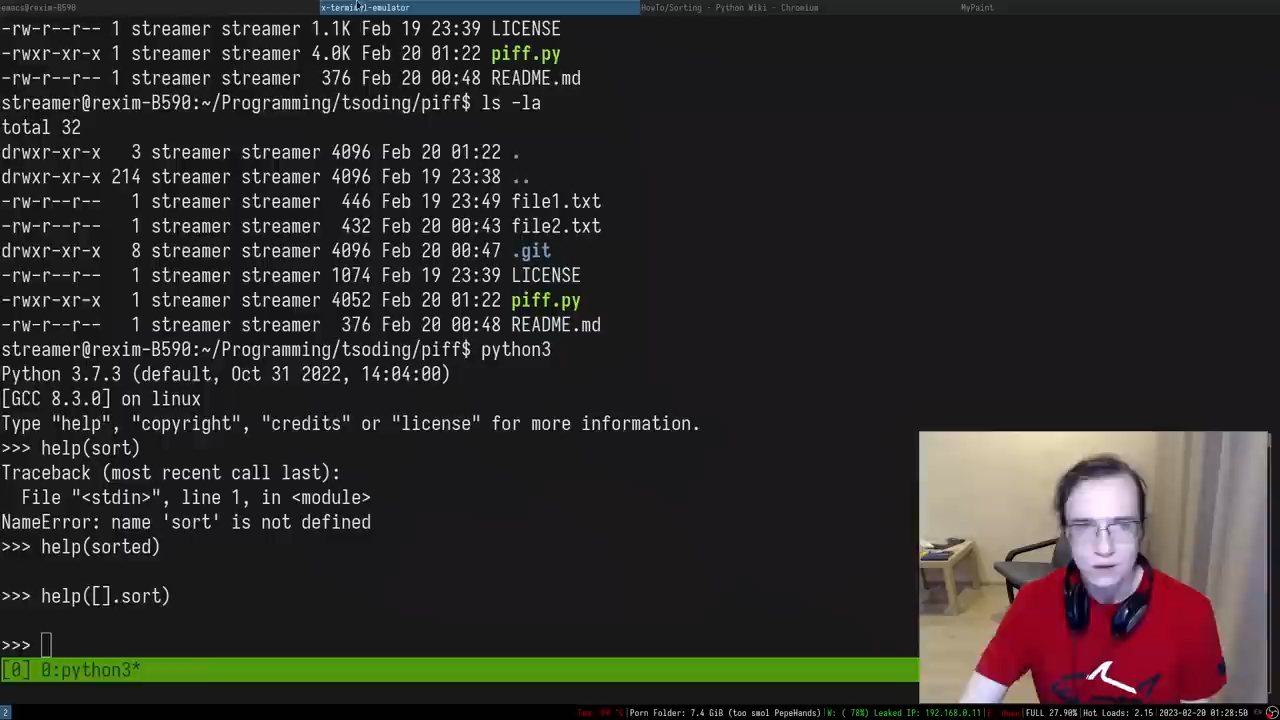 emacs@rexim-B590 x-terminal-emulator HowTo/Sorting - Python Wiki - Chromium MyPaint
-rw-r--r-- 1 streamer streamer 1.1K Feb 19 23:39 LICENSE
-rwxr-xr-x 1 streamer streamer 4.0K Feb 20 01:22 piff.py
-rw-r--r-- 1 streamer streamer  376 Feb 20 00:48 README.md
streamer@rexim-B590:~/Programming/tsoding/piff$ ls -la
total 32
drwxr-xr-x   3 streamer streamer 4096 Feb 20 01:22 .
drwxr-xr-x 214 streamer streamer 4096 Feb 19 23:38 ..
-rw-r--r--   1 streamer streamer  446 Feb 19 23:49 file1.txt
-rw-r--r--   1 streamer streamer  432 Feb 20 00:43 file2.txt
drwxr-xr-x   8 streamer streamer 4096 Feb 20 00:47 .git
-rw-r--r--   1 streamer streamer 1074 Feb 19 23:39 LICENSE
-rwxr-xr-x   1 streamer streamer 4052 Feb 20 01:22 piff.py
-rw-r--r--   1 streamer streamer  376 Feb 20 00:48 README.md
streamer@rexim-B590:~/Programming/tsoding/piff$ python3
Python 3.7.3 (default, Oct 31 2022, 14:04:00)
[GCC 8.3.0] on linux
Type "help", "copyright", "credits" or "license" for more information.
>>> help(sort)
Traceback (most recent call last):
  File "<stdin>", line 1, in <module>
NameError: name 'sort' is not defined
>>> help(sorted)
>>> help([].sort)
>>>
[0] 0:python3*
2 |Porn Folder: 7.4 GiB (too smol PepeHands)|W: ( 78%) Leaked IP: 192.168.0.11| |FULL 27.90%|Hot Loads: 2.15|2023-02-20 01:28:50